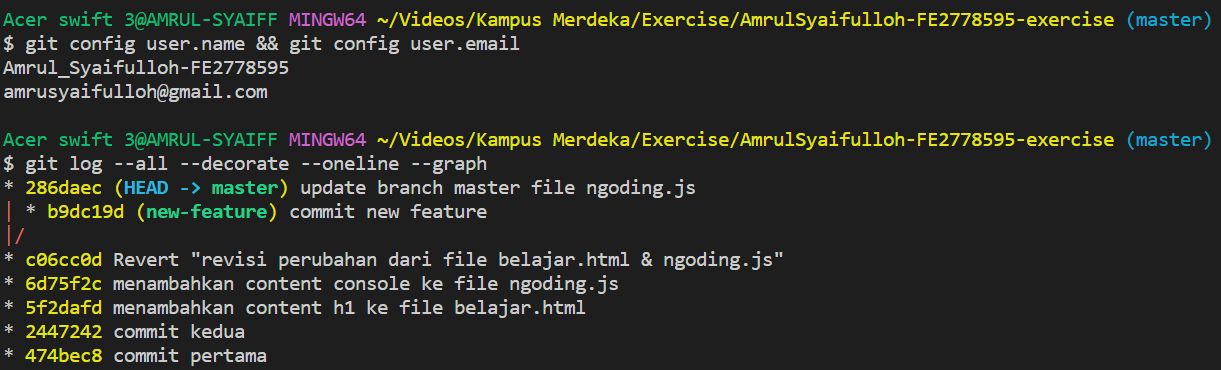 Acer swift 3@AMRUL-SYAIFF MINGW64 ~/Videos/Kampus Merdeka/Exercise/AmrulSyaifulloh-FE2778595-exercise (master)
$ git config user.name && git config user.email
Amrul_Syaifulloh-FE2778595
amrusyaifulloh@gmail.com

Acer swift 3@AMRUL-SYAIFF MINGW64 ~/Videos/Kampus Merdeka/Exercise/AmrulSyaifulloh-FE2778595-exercise (master)
$ git log --all --decorate --oneline --graph
* 286daec (HEAD -> master) update branch master file ngoding.js
| * b9dc19d (new-feature) commit new feature
|/
* c06cc0d Revert "revisi perubahan dari file belajar.html & ngoding.js"
* 6d75f2c menambahkan content console ke file ngoding.js
* 5f2dafd menambahkan content h1 ke file belajar.html
* 2447242 commit kedua
* 474bec8 commit pertama